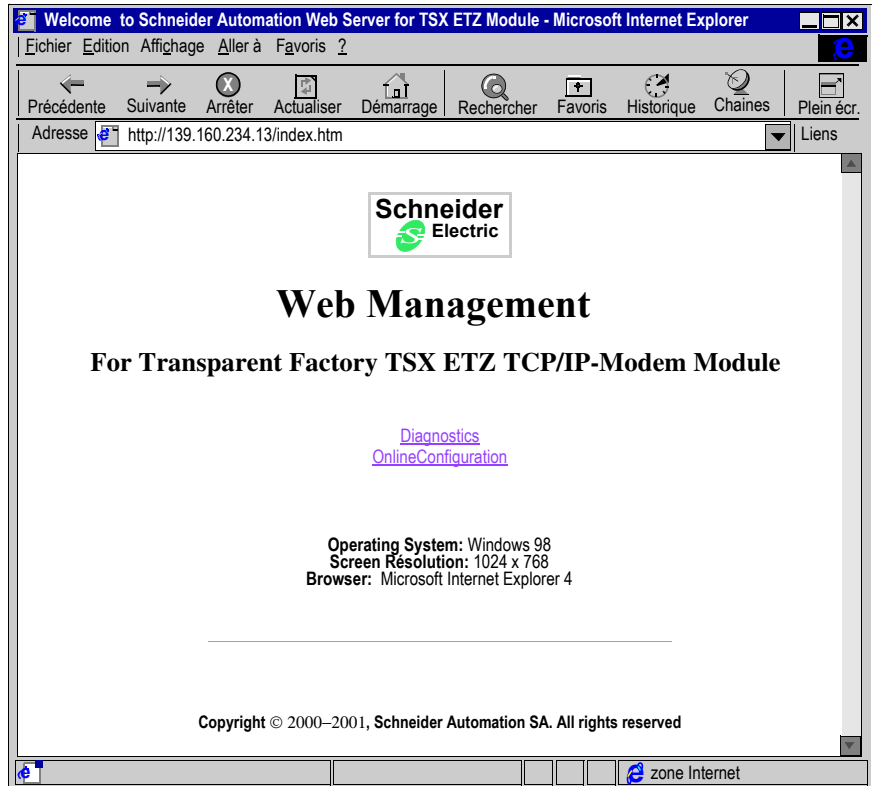 Welcome to Schneider Automation Web Server for TSX ETZ Module - Microsoft Internet Explorer
Fichier Edition Affichage Aller à Favoris ?
Précédente Suivante Arrêter Actualiser Démarrage Rechercher Favoris Historique Chaines Plein écr.
Adresse http://139.160.234.13/index.htm Liens
Schneider
Electric
Web Management
For Transparent Factory TSX ETZ TCP/IP-Modem Module
Diagnostics
OnlineConfiguration
Operating System: Windows 98
Screen Résolution: 1024 x 768
Browser: Microsoft Internet Explorer 4
Copyright © 2000–2001, Schneider Automation SA. All rights reserved
zone Internet